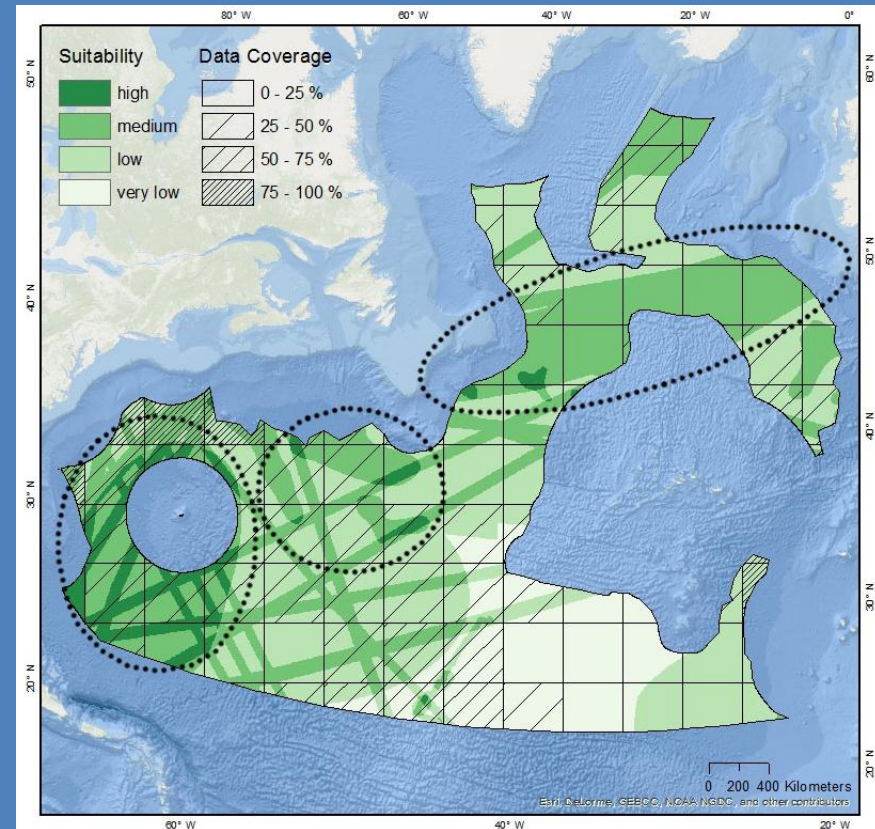 80° W 60° W 40° W 20° W 0°
Suitability
high
medium
low
very low
Data Coverage
0 - 25 %
25 - 50 %
50 - 75 %
75 - 100 %
50° N
40° N
30° N
20° N
60° N
50° N
40° N
30° N
20° N
0 200 400 Kilometers
Esri, DeLorme, GEBCO, NOAA NGDC, and other contributors
60° W 40° W 20° W